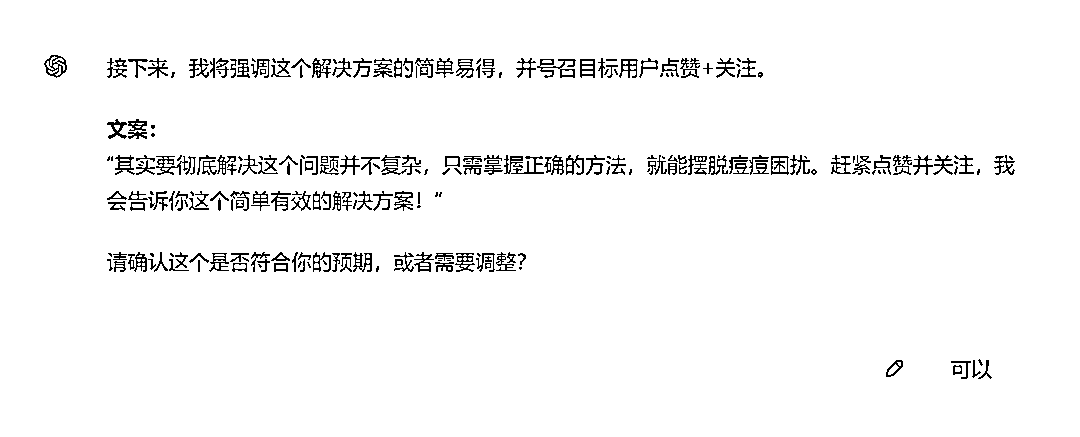 接下来，我将强调这个解决方案的简单易得，并号召目标用户点赞+关注。
文案：
“其实要彻底解决这个问题并不复杂，只需掌握正确的方法，就能摆脱痘痘困扰。赶紧点赞并关注，我
会告诉你这个简单有效的解决方案！”
请确认这个是否符合你的预期，或者需要调整？
可以